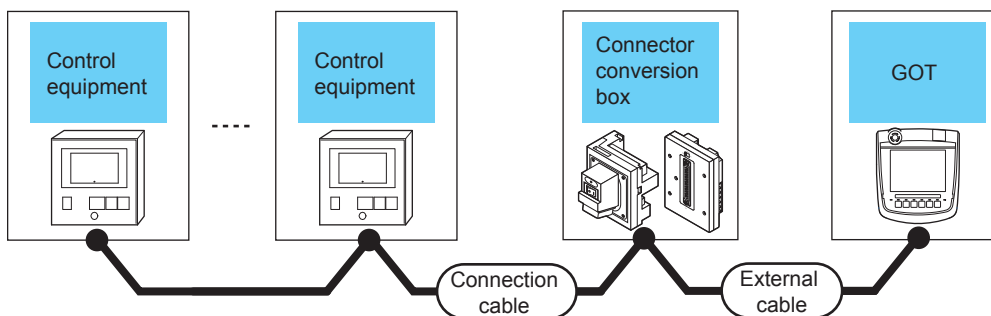 Control
equipment
Control
equipment
Connector
conversion
box
GOT
Connection
cable
External
cable